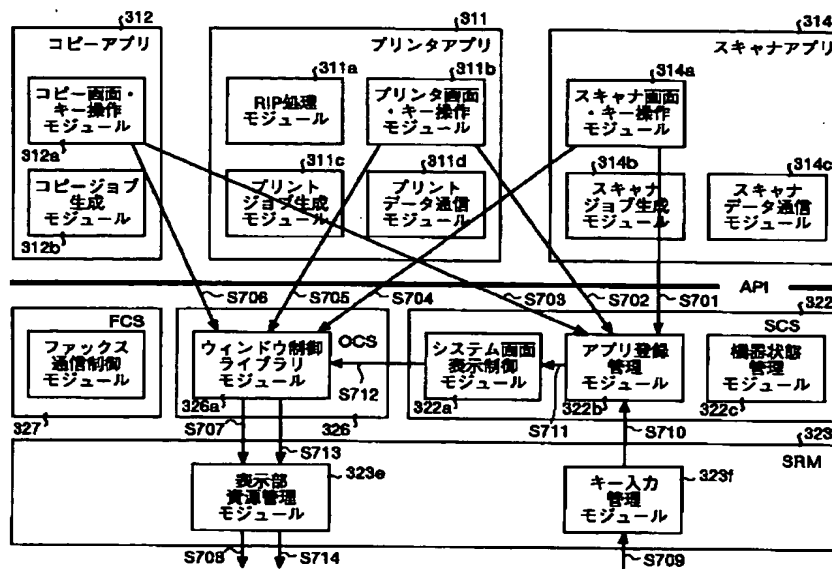 312
311
314
コピーアプリ
プリンタアプリ
スキャナアプリ
311a
311b
314a
コピー画面・
キー操作
モジュール
RIP処理
モジュール
プリンタ画面
・キー操作
モジュール
スキャナ画面
・キー操作
モジュール
312a
311c
311d
314b
314c
コピージョブ
生成
モジュール
プリント
ジョブ生成
モジュール
プリント
データ通信
モジュール
スキャナ
ジョブ生成
モジュール
スキャナ
データ通信
モジュール
312b
API
S706
S705
S704
S703
S702
S701
322
FCS
OCS
SCS
ファックス
通信制御
モジュール
ウィンドウ制御
ライブラリ
モジュール
システム画面
表示制御
モジュール
アプリ登録
管理
モジュール
機器状態
管理
モジュール
S712
326a
322a
322b
322c
327
S707
326
S711
S710
323
S713
SRM
表示部
資源管理
モジュール
323e
キー入力
管理
モジュール
323f
S708
S714
S709